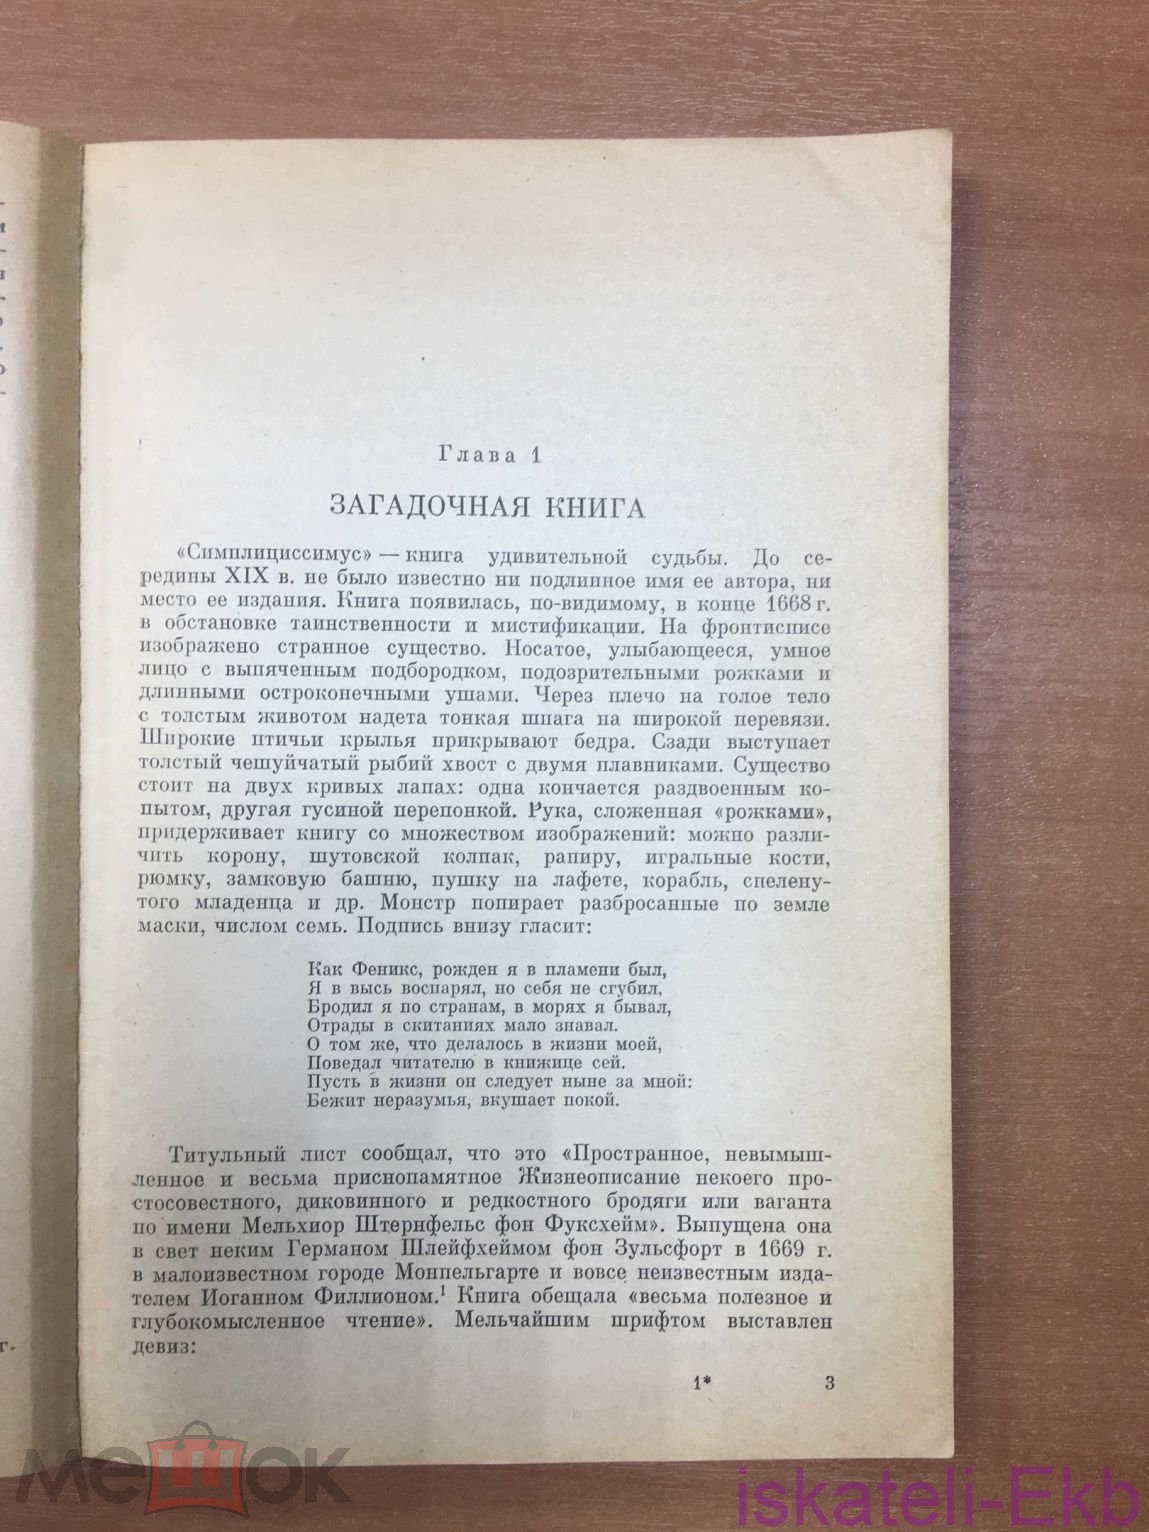 Глава 1
ЗАГАДОЧНАЯ КНИГА
«Симплициссимус» — книга удивительной судьбы. До се-
редины XIX в. не было известно ни подлинное имя ее автора, ни
место ее издания. Книга появилась, по-видимому, в конце 1668 г.
в обстановке таинственности и мистификации. На фронтисписе
изображено странное существо. Носатое, улыбающееся, умное
лицо с выпяченным подбородком, подозрительными рожками и
длинными остроконечными ушами. Через плечо на голое тело
с толстым животом надета тонкая шпага на широкой перевязи.
Широкие птичьи крылья прикрывают бедра. Сзади выступает
толстый чешуйчатый рыбий хвост с двумя плавниками. Существо
стоит на двух кривых лапах: одна кончается раздвоенным ко-
пытом, другая гусиной перепонкой. Рука, сложенная «рожками»,
придерживает книгу со множеством изображений: можно разли-
чить корону, шутовской колпак, рапиру, игральные кости,
рюмку, замковую башню, пушку на лафете, корабль, спелену-
того младенца и др. Монстр попирает разбросанные по земле
маски, числом семь. Подпись внизу гласит:
Как Феникс, рожден я в пламени был,
Я в высь воспарял, но себя не сгубил,
Бродил я по странам, в морях я бывал,
Отрады в скитаниях мало знавал.
О том же, что делалось в жизни моей,
Поведал читателю в книжице сей.
Пусть в жизни он следует ныне за мной:
Бежит неразумья, вкушает покой.
Титульный лист сообщал, что это «Пространное, невымыш-
ленное и весьма приснопамятное Жизнеописание некоего про-
стосовестного, диковинного и редкостного бродяги или ваганта
по имени Мельхиор Штернфельс фон Фуксхейм». Выпущена она
в свет неким Германом Шлейфхеймом фон Зульсфорт в 1669 г.
в малоизвестном городе Монпельгарте и вовсе неизвестным изда-
телем Иоганном Филлионом.¹ Книга обещала «весьма полезное и
глубокомысленное чтение». Мельчайшим шрифтом выставлен
девиз:
1* 3
мешок
iskateli-Ekb